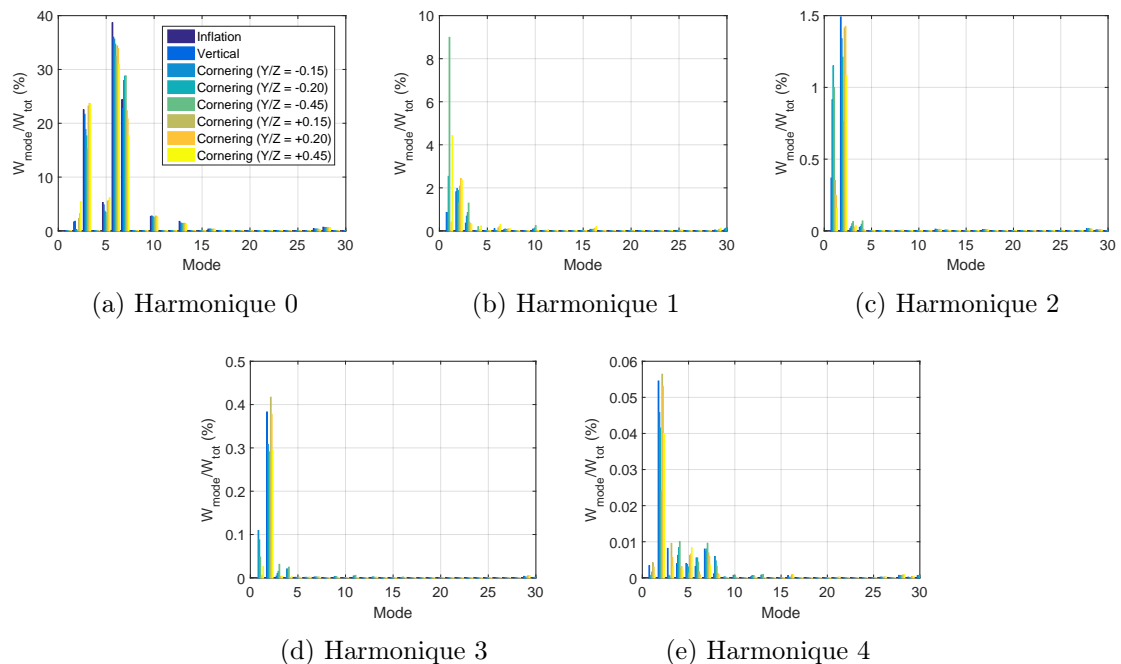 W_mode/W_tot (%)
40
30
20
10
0
0 5 10 15 20 25 30
Mode
Inflation
Vertical
Cornering (Y/Z = -0.15)
Cornering (Y/Z = -0.20)
Cornering (Y/Z = -0.45)
Cornering (Y/Z = +0.15)
Cornering (Y/Z = +0.20)
Cornering (Y/Z = +0.45)
(a) Harmonique 0
W_mode/W_tot (%)
10
8
6
4
2
0
0 5 10 15 20 25 30
Mode
(b) Harmonique 1
W_mode/W_tot (%)
1.5
1
0.5
0
0 5 10 15 20 25 30
Mode
(c) Harmonique 2
W_mode/W_tot (%)
0.5
0.4
0.3
0.2
0.1
0
0 5 10 15 20 25 30
Mode
(d) Harmonique 3
W_mode/W_tot (%)
0.06
0.05
0.04
0.03
0.02
0.01
0
0 5 10 15 20 25 30
Mode
(e) Harmonique 4